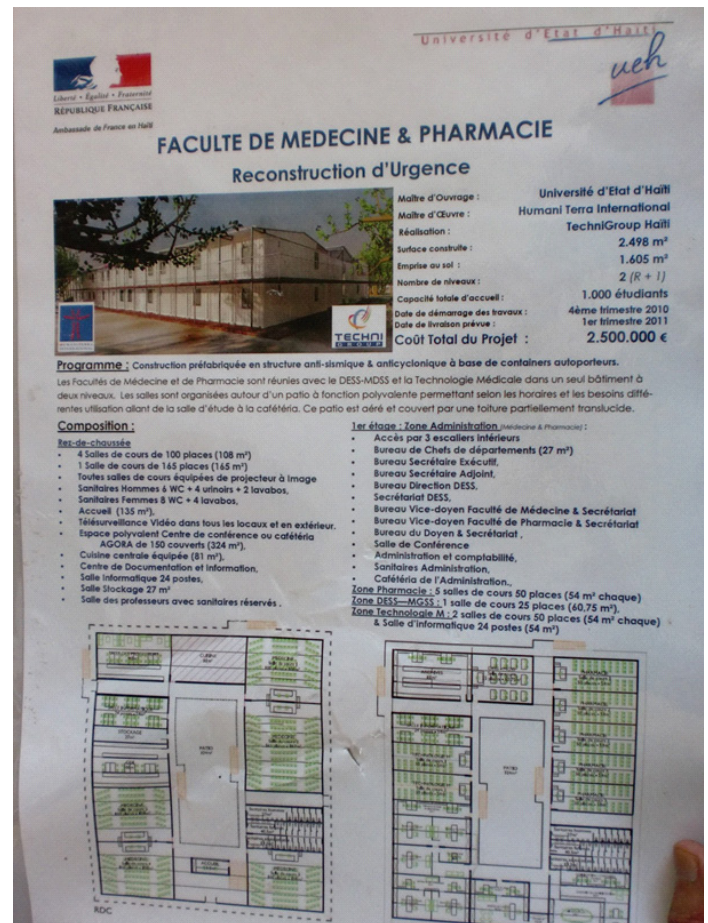 Université d'Etat d'Haïti
ueh
Liberté • Égalité • Fraternité
RÉPUBLIQUE FRANÇAISE
Ambassade de France en Haïti
FACULTE DE MEDECINE & PHARMACIE
Reconstruction d'Urgence
Maître d'Ouvrage : Université d'Etat d'Haïti
Maître d'Œuvre : Humani Terra International
Réalisation : TechniGroup Haïti
Surface construite : 2.498 m²
Emprise au sol : 1.605 m²
Nombre de niveaux : 2 (R + 1)
Capacité totale d'accueil : 1.000 étudiants
Date de démarrage des travaux : 4ème trimestre 2010
Date de livraison prévue : 1er trimestre 2011
Coût Total du Projet : 2.500.000 €
TECHNI
GROUP
Programme : Construction préfabriquée en structure anti-sismique & anticyclonique à base de containers autoporteurs.
Les Facultés de Médecine et de Pharmacie sont réunies avec le DESS-MDSS et la Technologie Médicale dans un seul bâtiment à
deux niveaux. Les salles sont organisées autour d'un patio à fonction polyvalente permettant selon les horaires et les besoins diffé-
rentes utilisation allant de la salle d'étude à la cafétéria. Ce patio est aéré et couvert par une toiture partiellement translucide.
Composition :
Rez-de-chaussée
• 4 Salles de cours de 100 places (108 m²)
• 1 Salle de cours de 165 places (165 m²)
• Toutes salles de cours équipées de projecteur à image
• Sanitaires Hommes 6 WC + 4 urinoirs + 2 lavabos,
• Sanitaires Femmes 8 WC + 4 lavabos,
• Accueil (135 m²),
• Télésurveillance Vidéo dans tous les locaux et en extérieur.
• Espace polyvalent Centre de conférence ou cafétéria
AGORA de 150 couverts (324 m²),
• Cuisine centrale équipée (81 m²),
• Centre de Documentation et Information,
• Salle Informatique 24 postes,
• Salle Stockage 27 m²
• Salle des professeurs avec sanitaires réservés .
1er étage : Zone Administration (Médecine & Pharmacie) :
• Accès par 3 escaliers intérieurs
• Bureau de Chefs de départements (27 m²)
• Bureau Secrétaire Exécutif,
• Bureau Secrétaire Adjoint,
• Bureau Direction DESS,
• Secrétariat DESS,
• Bureau Vice-doyen Faculté de Médecine & Secrétariat
• Bureau Vice-doyen Faculté de Pharmacie & Secrétariat
• Bureau du Doyen & Secrétariat ,
• Salle de Conférence
• Administration et comptabilité,
• Sanitaires Administration,
• Cafétéria de l'Administration.,
Zone Pharmacie : 5 salles de cours 50 places (54 m² chaque)
Zone DESS—MGSS : 1 salle de cours 25 places (60,75 m²),
Zone Technologie M : 2 salles de cours 50 places (54 m² chaque)
& Salle d'informatique 24 postes (54 m²)
CUISINE
STOCKAGE
PATIO
ACCUEIL
RDC
PATIO